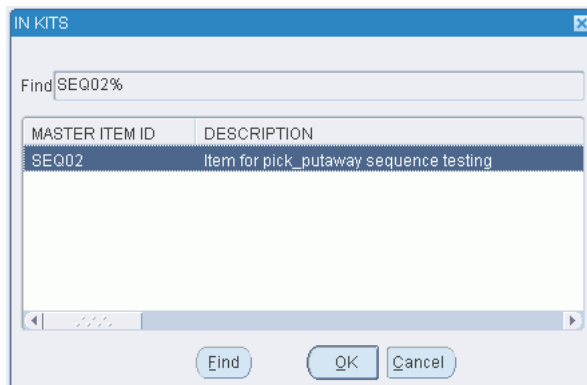 IN KITS
Find SEQ02%
MASTER ITEM ID DESCRIPTION
SEQ02 Item for pick_putaway sequence testing
Find OK Cancel